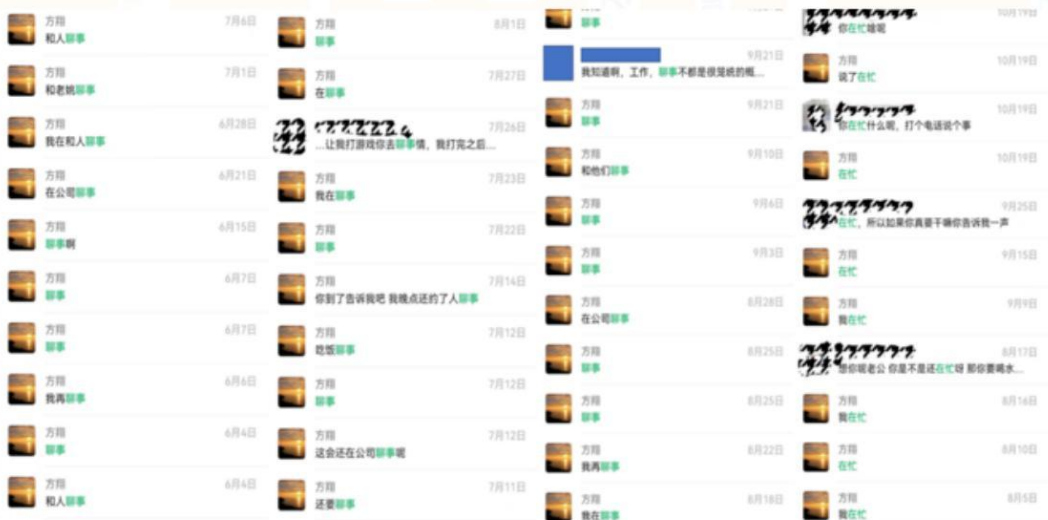 方翔 7月6日
和人聊事
方翔 7月1日
和老姚聊事
方翔 6月28日
我在和人聊事
方翔 6月21日
在公司聊事
方翔 6月15日
聊事啊
方翔 6月7日
聊事
方翔 6月7日
聊事
方翔 6月6日
我再聊事
方翔 6月4日
聊事
方翔 6月4日
和人聊事
方翔 8月1日
聊事
方翔 7月27日
在聊事
7月26日
...让我打游戏你去聊事情，我打完之后...
方翔 7月23日
我在聊事
方翔 7月22日
聊事
方翔 7月14日
你到了告诉我吧 我晚点还约了人聊事
方翔 7月12日
吃饭聊事
方翔 7月12日
聊事
方翔 7月12日
这会还在公司聊事呢
方翔 7月11日
还要聊事
聊事
9月21日
我知道啊，工作，聊事不都是很笼统的概...
方翔 9月21日
聊事
方翔 9月10日
和他们聊事
方翔 9月6日
聊事
方翔 9月3日
聊事
方翔 8月28日
在公司聊事
方翔 8月25日
聊事
方翔 8月25日
聊事
方翔 8月22日
我再聊事
方翔 8月18日
我在聊事
10月19日
你在忙啥呢
方翔 10月19日
说了在忙
10月19日
你在忙什么呢，打个电话说个事
方翔 10月19日
在忙
9月25日
在忙，所以如果你真要干嘛你告诉我一声
方翔 9月15日
在忙
方翔 9月9日
我在忙
8月17日
想你呢老公 你是不是还在忙呀 那你要喝水...
方翔 8月16日
我在忙
方翔 8月10日
在忙
方翔 8月5日
我在忙